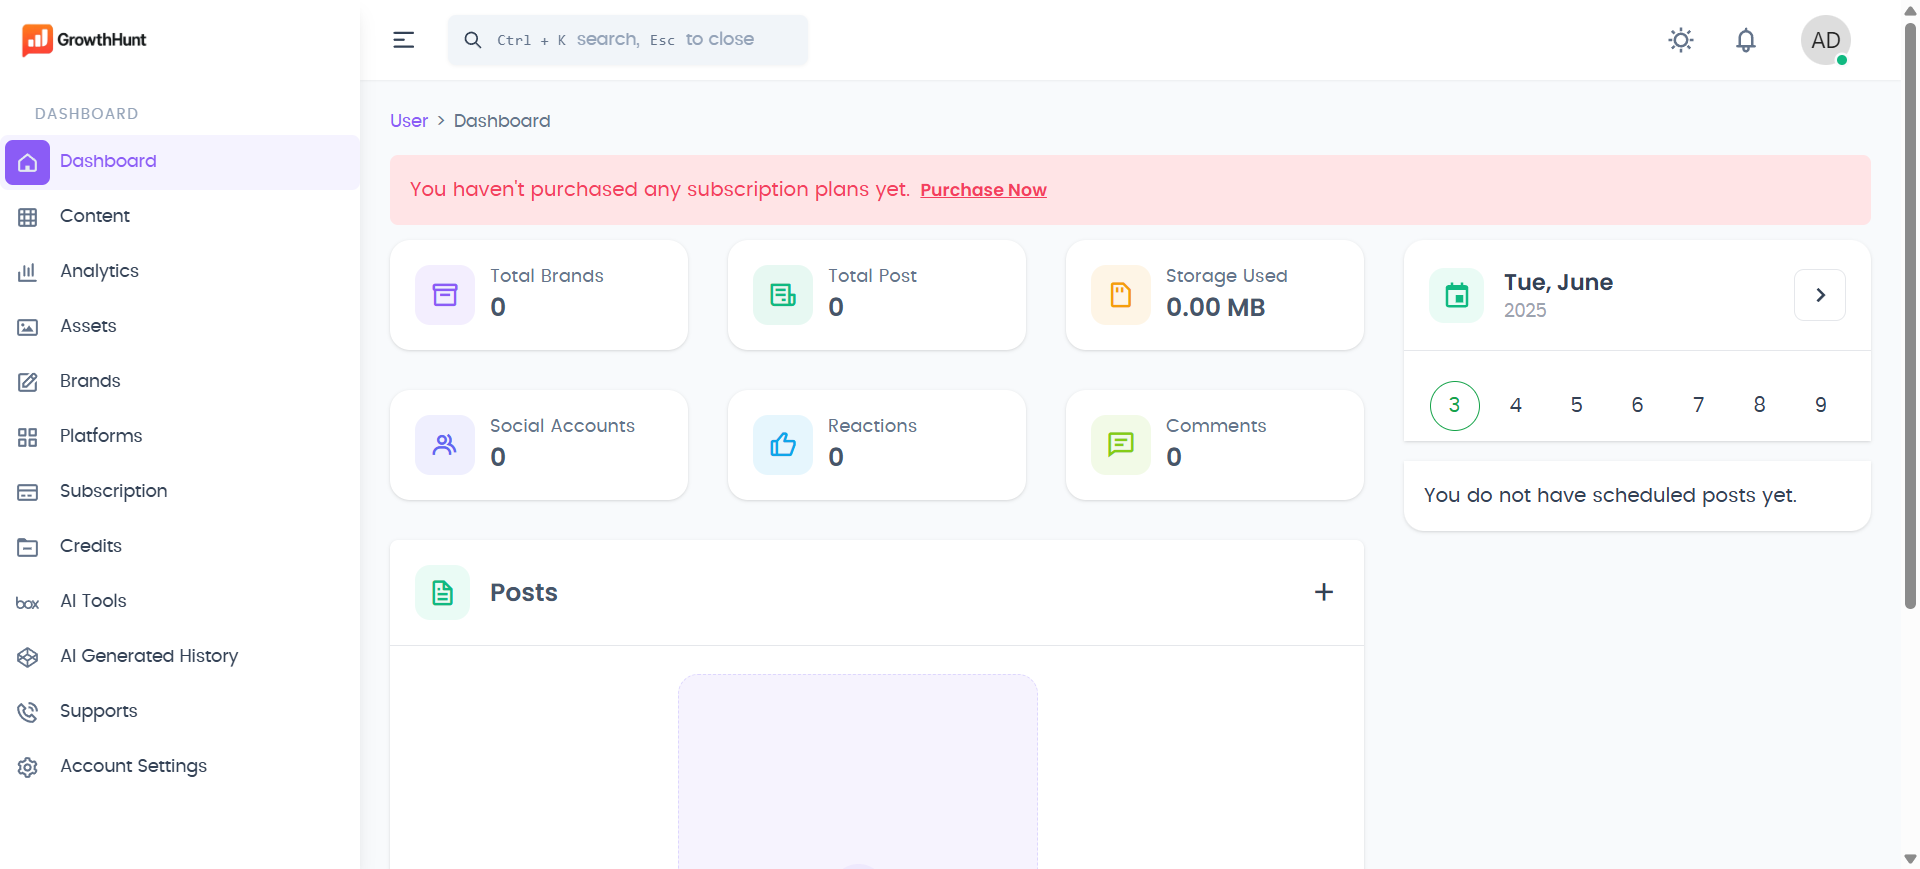 GrowthHunt
Ctrl + K search, Esc to close
AD
DASHBOARD
Dashboard
Content
Analytics
Assets
Brands
Platforms
Subscription
Credits
box AI Tools
AI Generated History
Supports
Account Settings
User > Dashboard
You haven't purchased any subscription plans yet. Purchase Now
Total Brands
0
Total Post
0
Storage Used
0.00 MB
Social Accounts
0
Reactions
0
Comments
0
Tue, June
2025
3 4 5 6 7 8 9
You do not have scheduled posts yet.
Posts